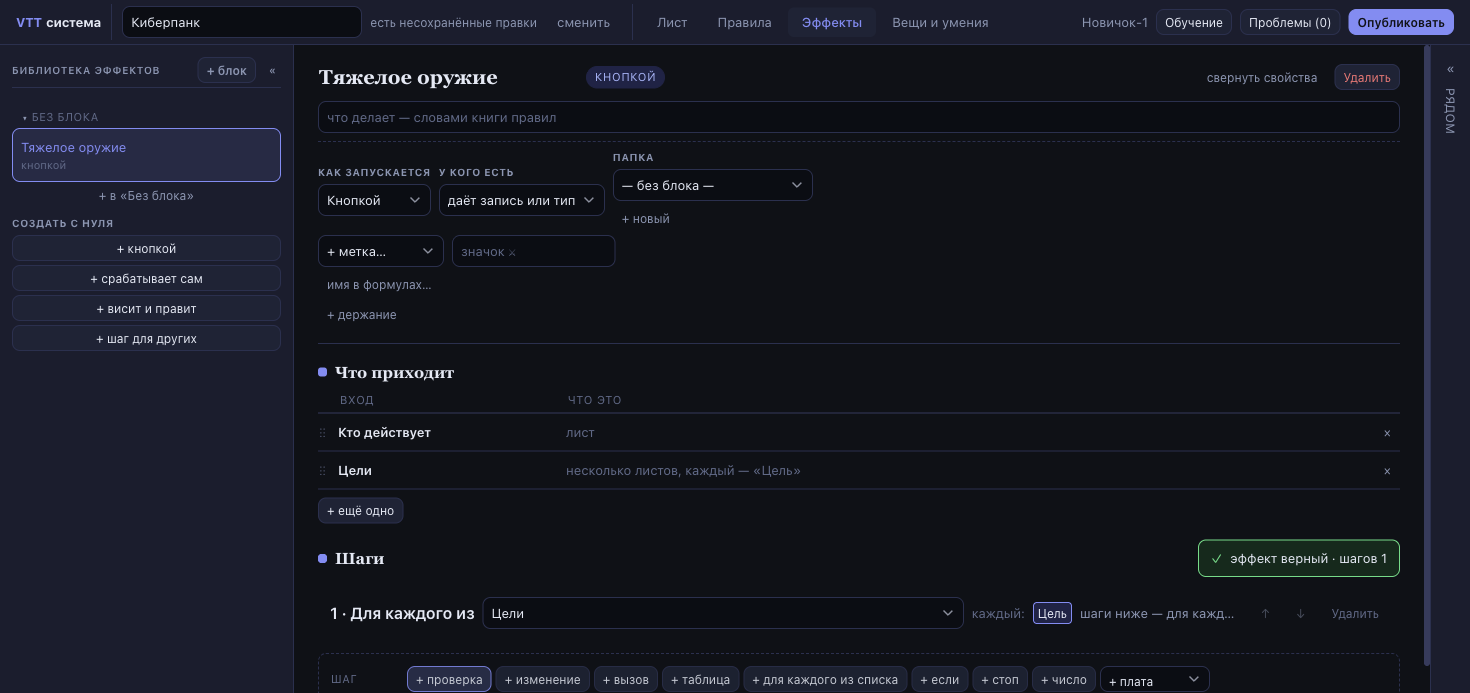 VTT система Киберпанк есть несохранённые правки сменить Лист Правила Эффекты Вещи и умения Новичок-1 Обучение Проблемы (0) Опубликовать
БИБЛИОТЕКА ЭФФЕКТОВ + блок «
▾ БЕЗ БЛОКА
Тяжелое оружие
кнопкой
+ в «Без блока»
СОЗДАТЬ С НУЛЯ
+ кнопкой
+ срабатывает сам
+ висит и правит
+ шаг для других
Тяжелое оружие КНОПКОЙ свернуть свойства Удалить
что делает — словами книги правил
КАК ЗАПУСКАЕТСЯ У КОГО ЕСТЬ ПАПКА
Кнопкой даёт запись или тип — без блока —
+ новый
+ метка... значок ⚔
имя в формулах...
+ держание
Что приходит
ВХОД ЧТО ЭТО
Кто действует лист ×
Цели несколько листов, каждый — «Цель» ×
+ ещё одно
Шаги ✓ эффект верный · шагов 1
1 · Для каждого из Цели каждый: Цель шаги ниже — для кажд... ↑ ↓ Удалить
ШАГ + проверка + изменение + вызов + таблица + для каждого из списка + если + стоп + число + плата
«
РЯДОМ